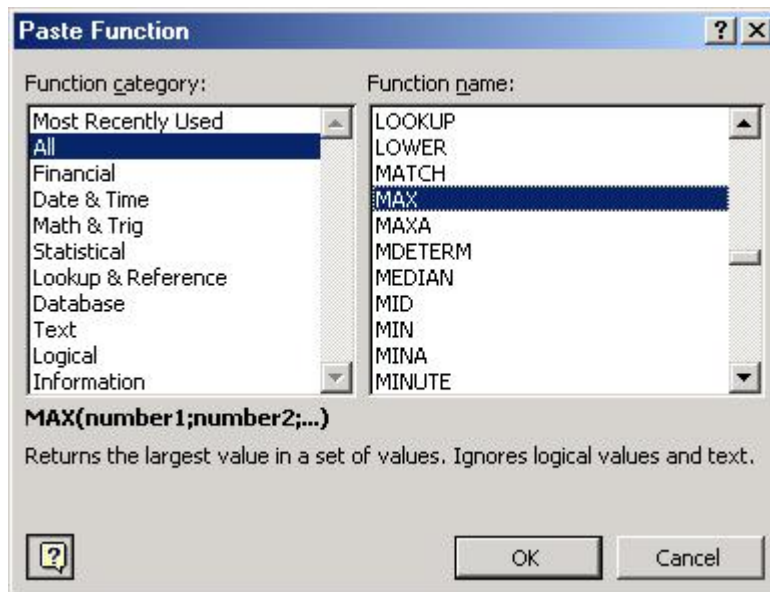 Paste Function
Function category:
Most Recently Used
All
Financial
Date & Time
Math & Trig
Statistical
Lookup & Reference
Database
Text
Logical
Information
Function name:
LOOKUP
LOWER
MATCH
MAX
MAXA
MDETERM
MEDIAN
MID
MIN
MINA
MINUTE
MAX(number1;number2;...)
Returns the largest value in a set of values. Ignores logical values and text.
OK
Cancel